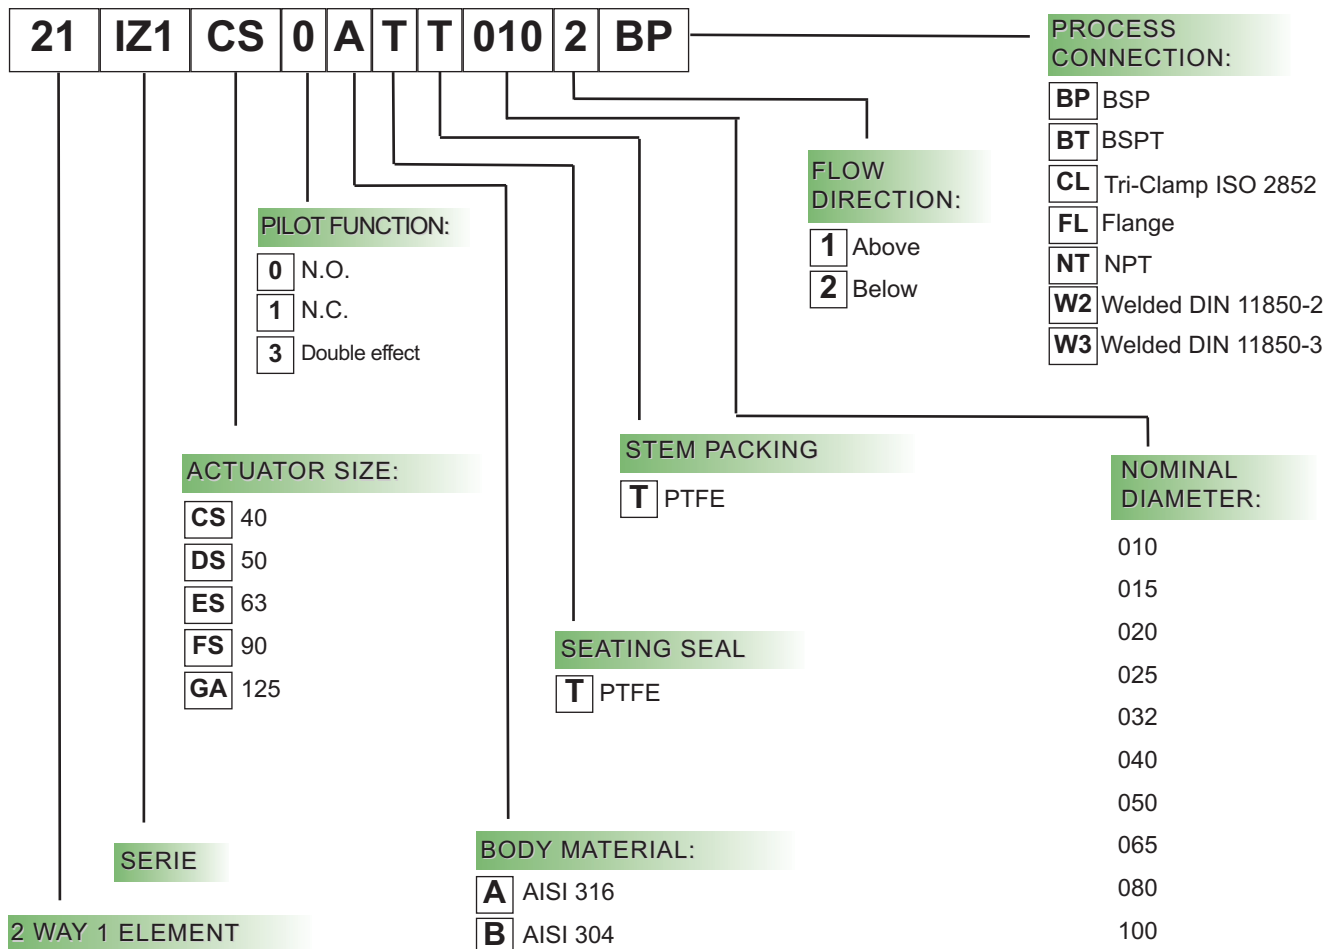 21 IZ1 CS 0 A T T 010 2 BP
PROCESS
CONNECTION:
BP BSP
BT BSPT
CL Tri-Clamp ISO 2852
FL Flange
NT NPT
W2 Welded DIN 11850-2
W3 Welded DIN 11850-3
FLOW
DIRECTION:
1 Above
2 Below
PILOT FUNCTION:
0 N.O.
1 N.C.
3 Double effect
ACTUATOR SIZE:
CS 40
DS 50
ES 63
FS 90
GA 125
STEM PACKING
T PTFE
NOMINAL
DIAMETER:
010
015
020
025
032
040
050
065
080
100
SEATING SEAL
T PTFE
SERIE
BODY MATERIAL:
A AISI 316
B AISI 304
2 WAY 1 ELEMENT